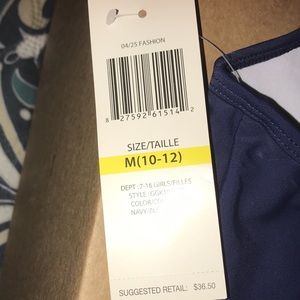 04/25 FASHION
8 27592 61514 2
SIZE/TAILLE
M(10-12)
DEPT :7-16 GIRLS/FILLES
STYLE
COLOR
NAVY
SUGGESTED RETAIL: $36.50